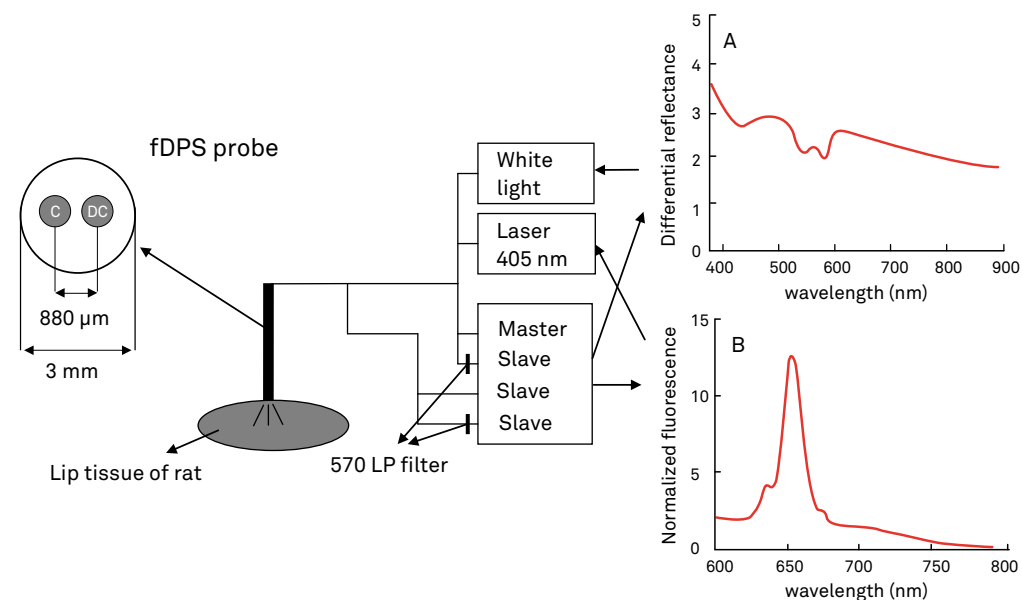 fDPS probe
C
DC
880 µm
3 mm
Lip tissue of rat
570 LP filter
White
light
Laser
405 nm
Master
Slave
Slave
Slave
A
Differential reflectance
5
4
3
2
1
0
400 500 600 700 800 900
wavelength (nm)
B
Normalized fluorescence
15
10
5
0
600 650 700 750 800
wavelength (nm)